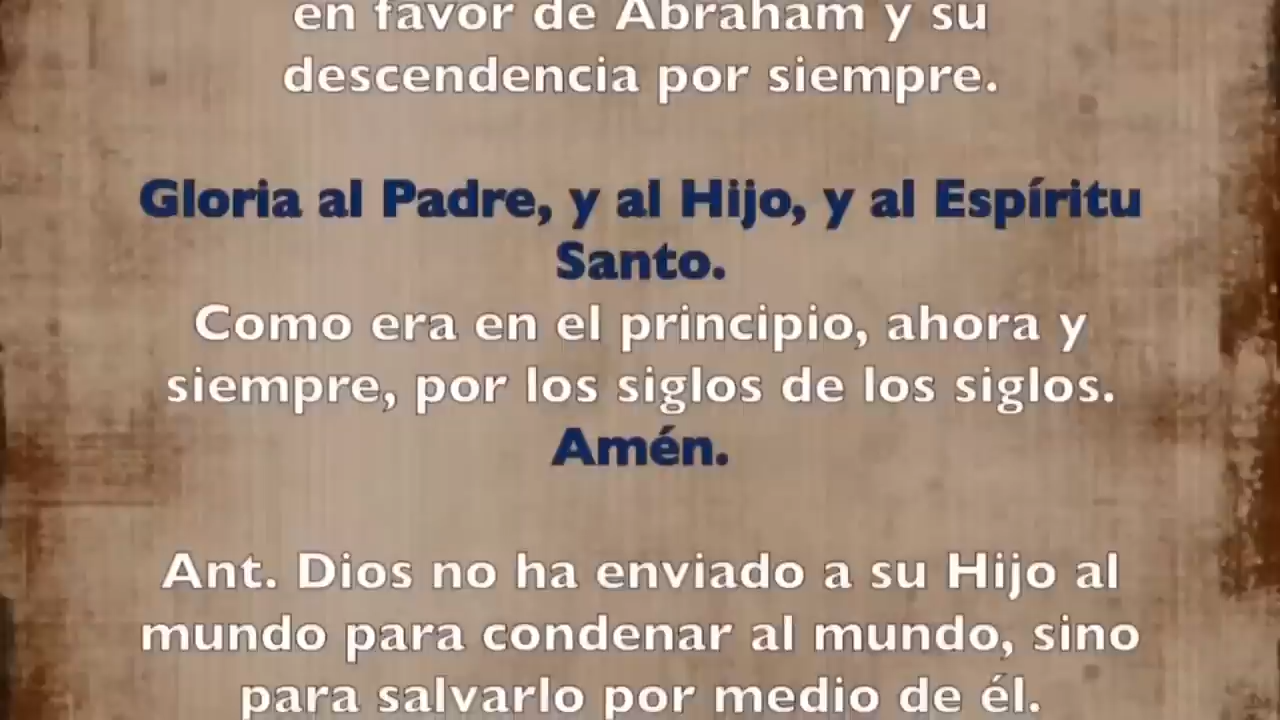 en favor de Abraham y su
descendencia por siempre.
Gloria al Padre, y al Hijo, y al Espíritu
Santo.
Como era en el principio, ahora y
siempre, por los siglos de los siglos.
Amén.
Ant. Dios no ha enviado a su Hijo al
mundo para condenar al mundo, sino
para salvarlo por medio de él.